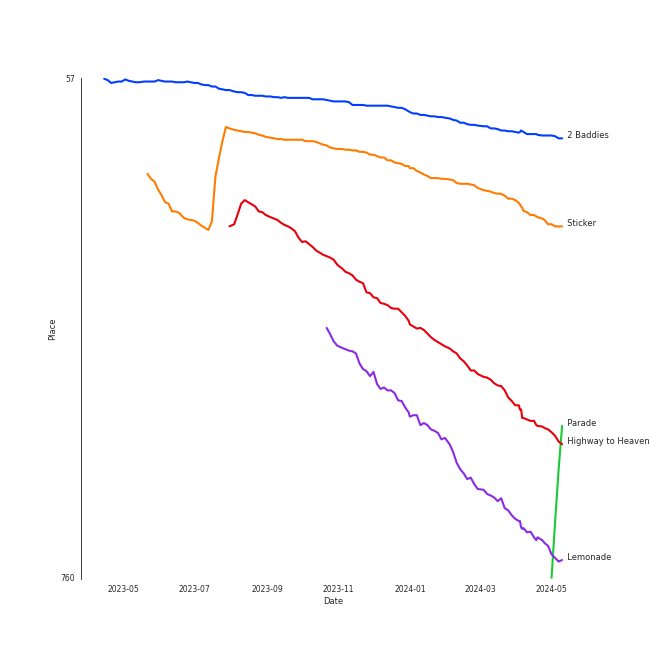 57
2 Baddies
Sticker
Place
Parade
Highway to Heaven
Lemonade
760
2023-05 2023-07 2023-09 2023-11 2024-01 2024-03 2024-05
Date